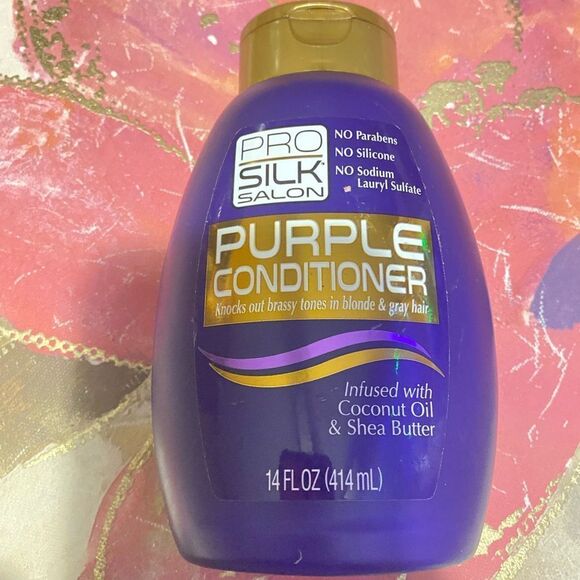 PRO
SILK
SALON
NO Parabens
NO Silicone
NO Sodium
Lauryl Sulfate
PURPLE
CONDITIONER
Knocks out brassy tones in blonde & gray hair
Infused with
Coconut Oil
& Shea Butter
14 FL OZ (414 mL)